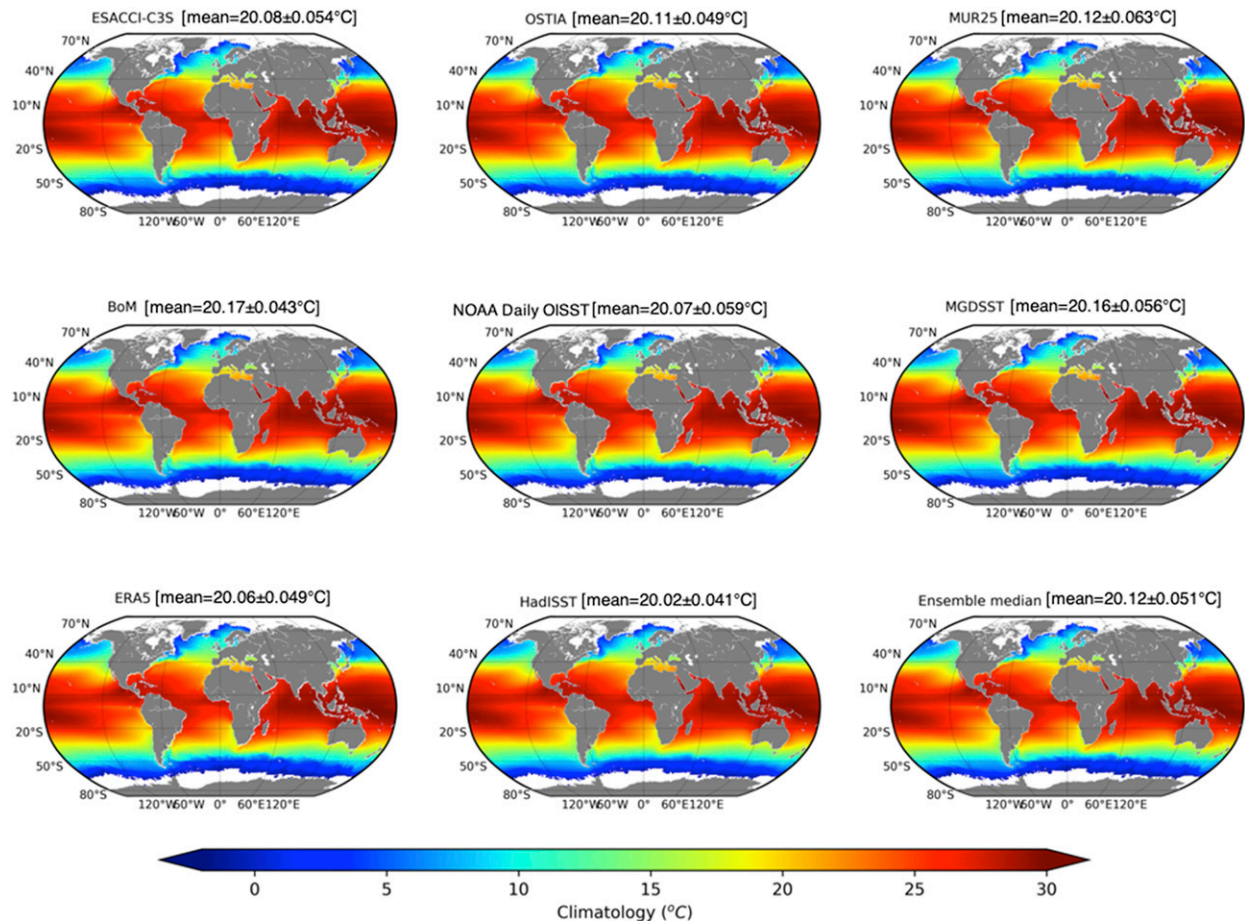 ESACCI-C3S [mean=20.08±0.054°C]
OSTIA [mean=20.11±0.049°C]
MUR25 [mean=20.12±0.063°C]
70°N 70°N 70°N
40°N 40°N 40°N
10°N 10°N 10°N
20°S 20°S 20°S
50°S 50°S 50°S
80°S 80°S 80°S
120°W60°W 0° 60°E120°E 120°W60°W 0° 60°E120°E 120°W60°W 0° 60°E120°E
BoM [mean=20.17±0.043°C]
NOAA Daily OISST[mean=20.07±0.059°C]
MGDSST [mean=20.16±0.056°C]
70°N 70°N 70°N
40°N 40°N 40°N
10°N 10°N 10°N
20°S 20°S 20°S
50°S 50°S 50°S
80°S 80°S 80°S
120°W60°W 0° 60°E120°E 120°W60°W 0° 60°E120°E 120°W60°W 0° 60°E120°E
ERA5 [mean=20.06±0.049°C]
HadISST [mean=20.02±0.041°C]
Ensemble median [mean=20.12±0.051°C]
70°N 70°N 70°N
40°N 40°N 40°N
10°N 10°N 10°N
20°S 20°S 20°S
50°S 50°S 50°S
80°S 80°S 80°S
120°W60°W 0° 60°E120°E 120°W60°W 0° 60°E120°E 120°W60°W 0° 60°E120°E
0 5 10 15 20 25 30
Climatology (°C)